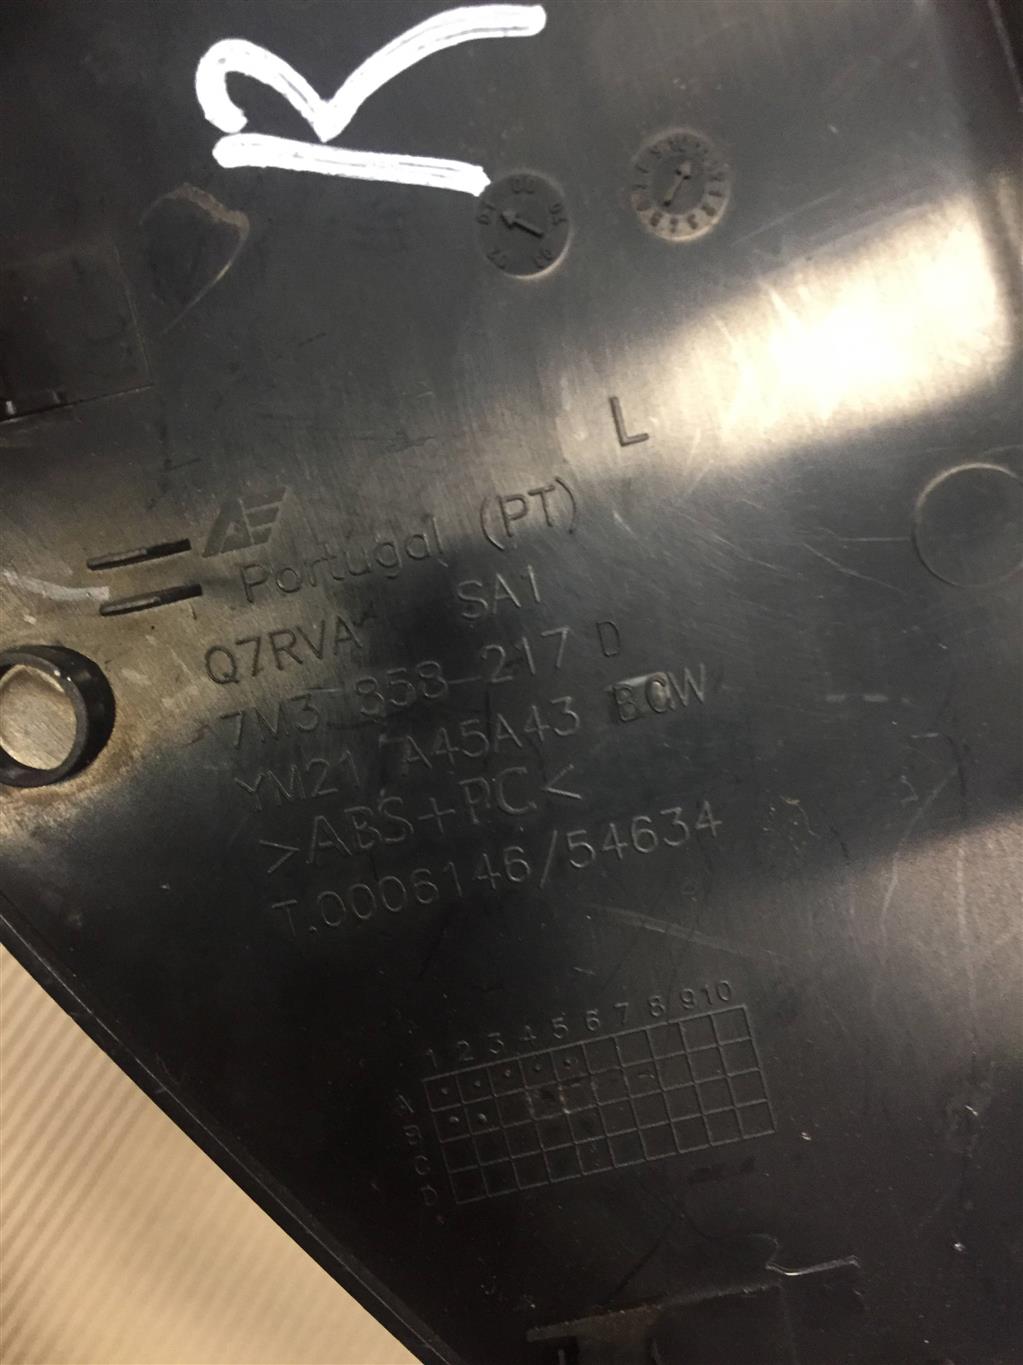 L
AE
Portugal (PT)
Q7RVA SA1
7M3 858-217 D
YM21 A45A43 BCW
>ABS+PC<
T.0006146/54634
1 2 3 4 5 6 7 8 9 10
A
B
C
D